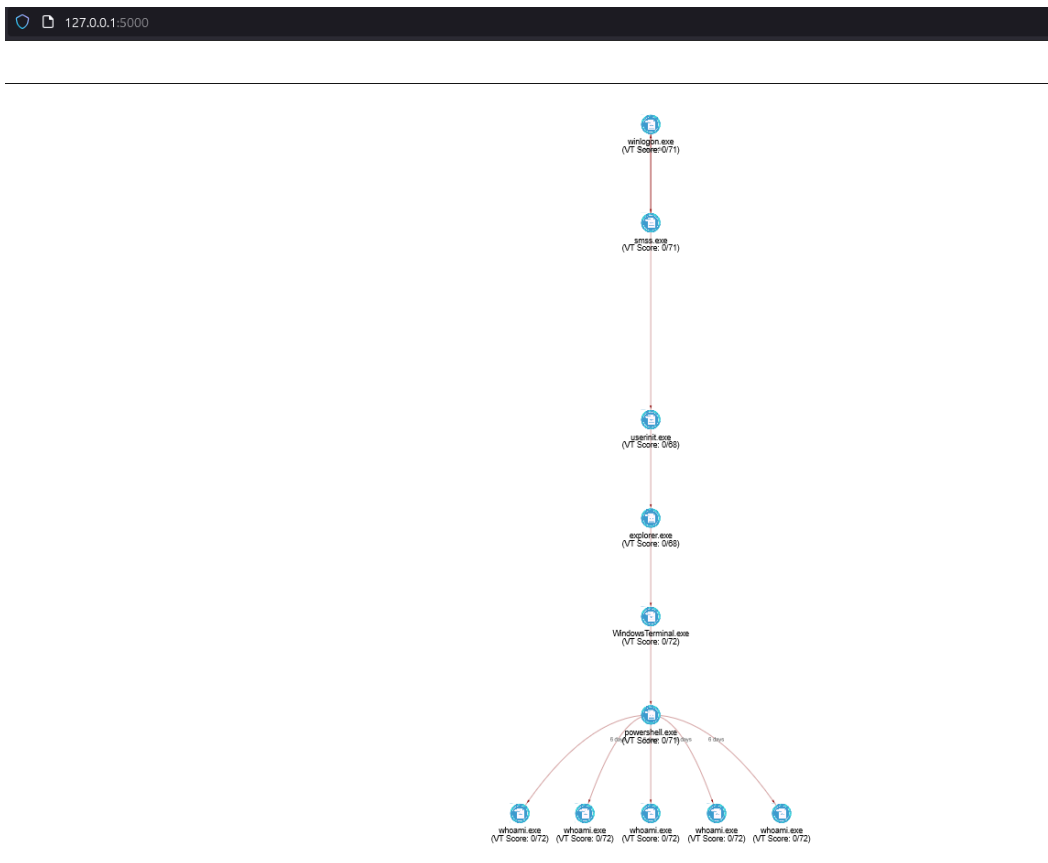 127.0.0.1:5000
winlogon.exe
(VT Score: 0/71)
smss.exe
(VT Score: 0/71)
userinit.exe
(VT Score: 0/68)
explorer.exe
(VT Score: 0/68)
WindowsTerminal.exe
(VT Score: 0/72)
powershell.exe
(VT Score: 0/71) days 6 days
whoami.exe whoami.exe whoami.exe whoami.exe whoami.exe
(VT Score: 0/72) (VT Score: 0/72) (VT Score: 0/72) (VT Score: 0/72) (VT Score: 0/72)